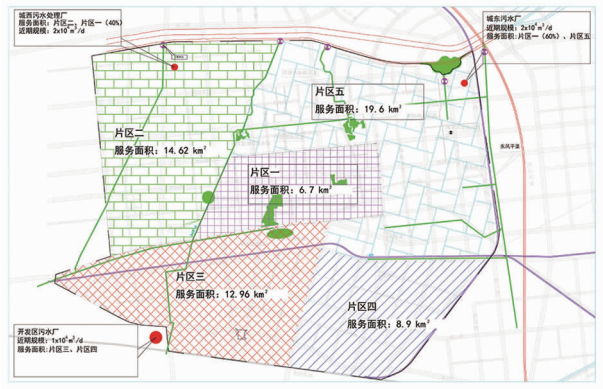 城西污水处理厂
服务面积：片区二，片区一（40%）
近期规模：2x10⁴m³/d
城东污水厂
近期规模：2x10⁴m³/d
服务面积：片区一（60%）、片区五
片区五
服务面积：19.6 km²
片区二
服务面积：14.62 km²
片区一
服务面积：6.7 km²
片区三
服务面积：12.96 km²
片区四
服务面积：8.9 km²
开发区污水厂
近期规模：1x10⁴m³/d
服务面积：片区三、片区四